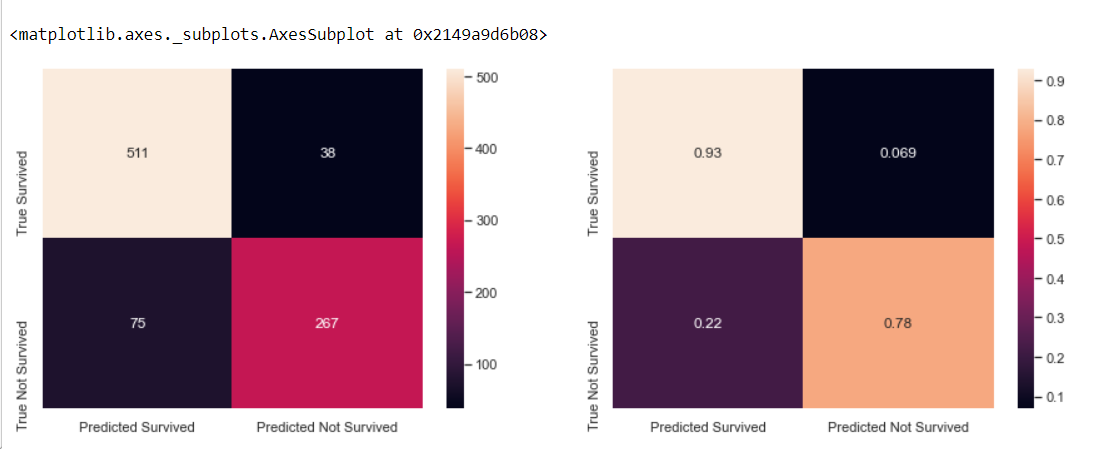 <matplotlib.axes._subplots.AxesSubplot at 0x2149a9d6b08>
True Survived
True Not Survived
511
38
75
267
Predicted Survived
Predicted Not Survived
500
400
300
200
100
True Survived
True Not Survived
0.93
0.069
0.22
0.78
Predicted Survived
Predicted Not Survived
0.9
0.8
0.7
0.6
0.5
0.4
0.3
0.2
0.1